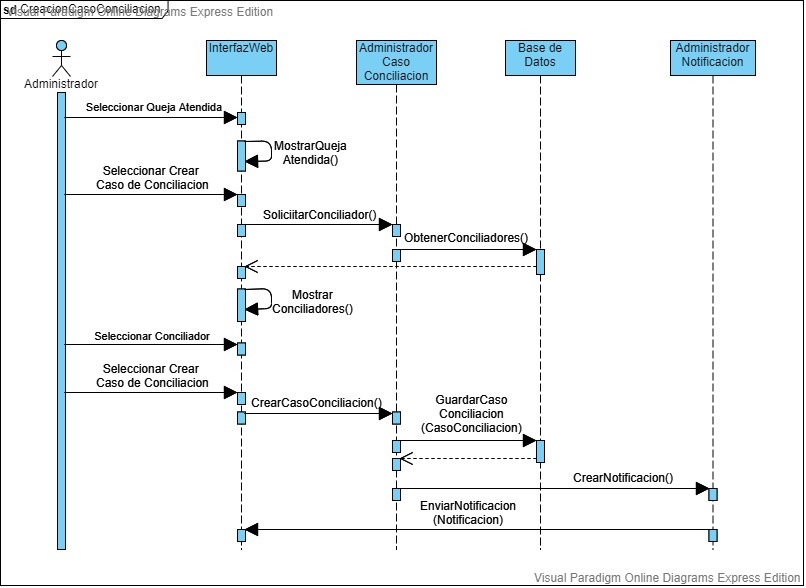 sd CreacionCasoConciliacion
Visual Paradigm Online Diagrams Express Edition
Administrador
InterfazWeb
Administrador
Caso
Conciliacion
Base de
Datos
Administrador
Notificacion
Seleccionar Queja Atendida
MostrarQueja
Atendida()
Seleccionar Crear
Caso de Conciliacion
SoliciitarConciliador()
ObtenerConciliadores()
Mostrar
Conciliadores()
Seleccionar Conciliador
Seleccionar Crear
Caso de Conciliacion
CrearCasoConciliacion()
GuardarCaso
Conciliacion
(CasoConciliacion)
CrearNotificacion()
EnviarNotificacion
(Notificacion)
Visual Paradigm Online Diagrams Express Edition